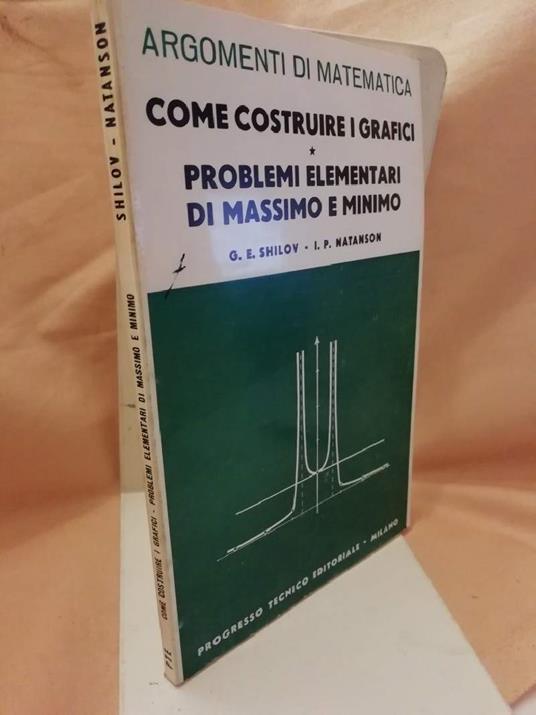 ARGOMENTI DI MATEMATICA
COME COSTRUIRE I GRAFICI
*
PROBLEMI ELEMENTARI
DI MASSIMO E MINIMO
G. E. SHILOV - I. P. NATANSON
PROGRESSO TECNICO EDITORIALE - MILANO
SHILOV - NATANSON
COME COSTRUIRE I GRAFICI - PROBLEMI ELEMENTARI DI MASSIMO E MINIMO